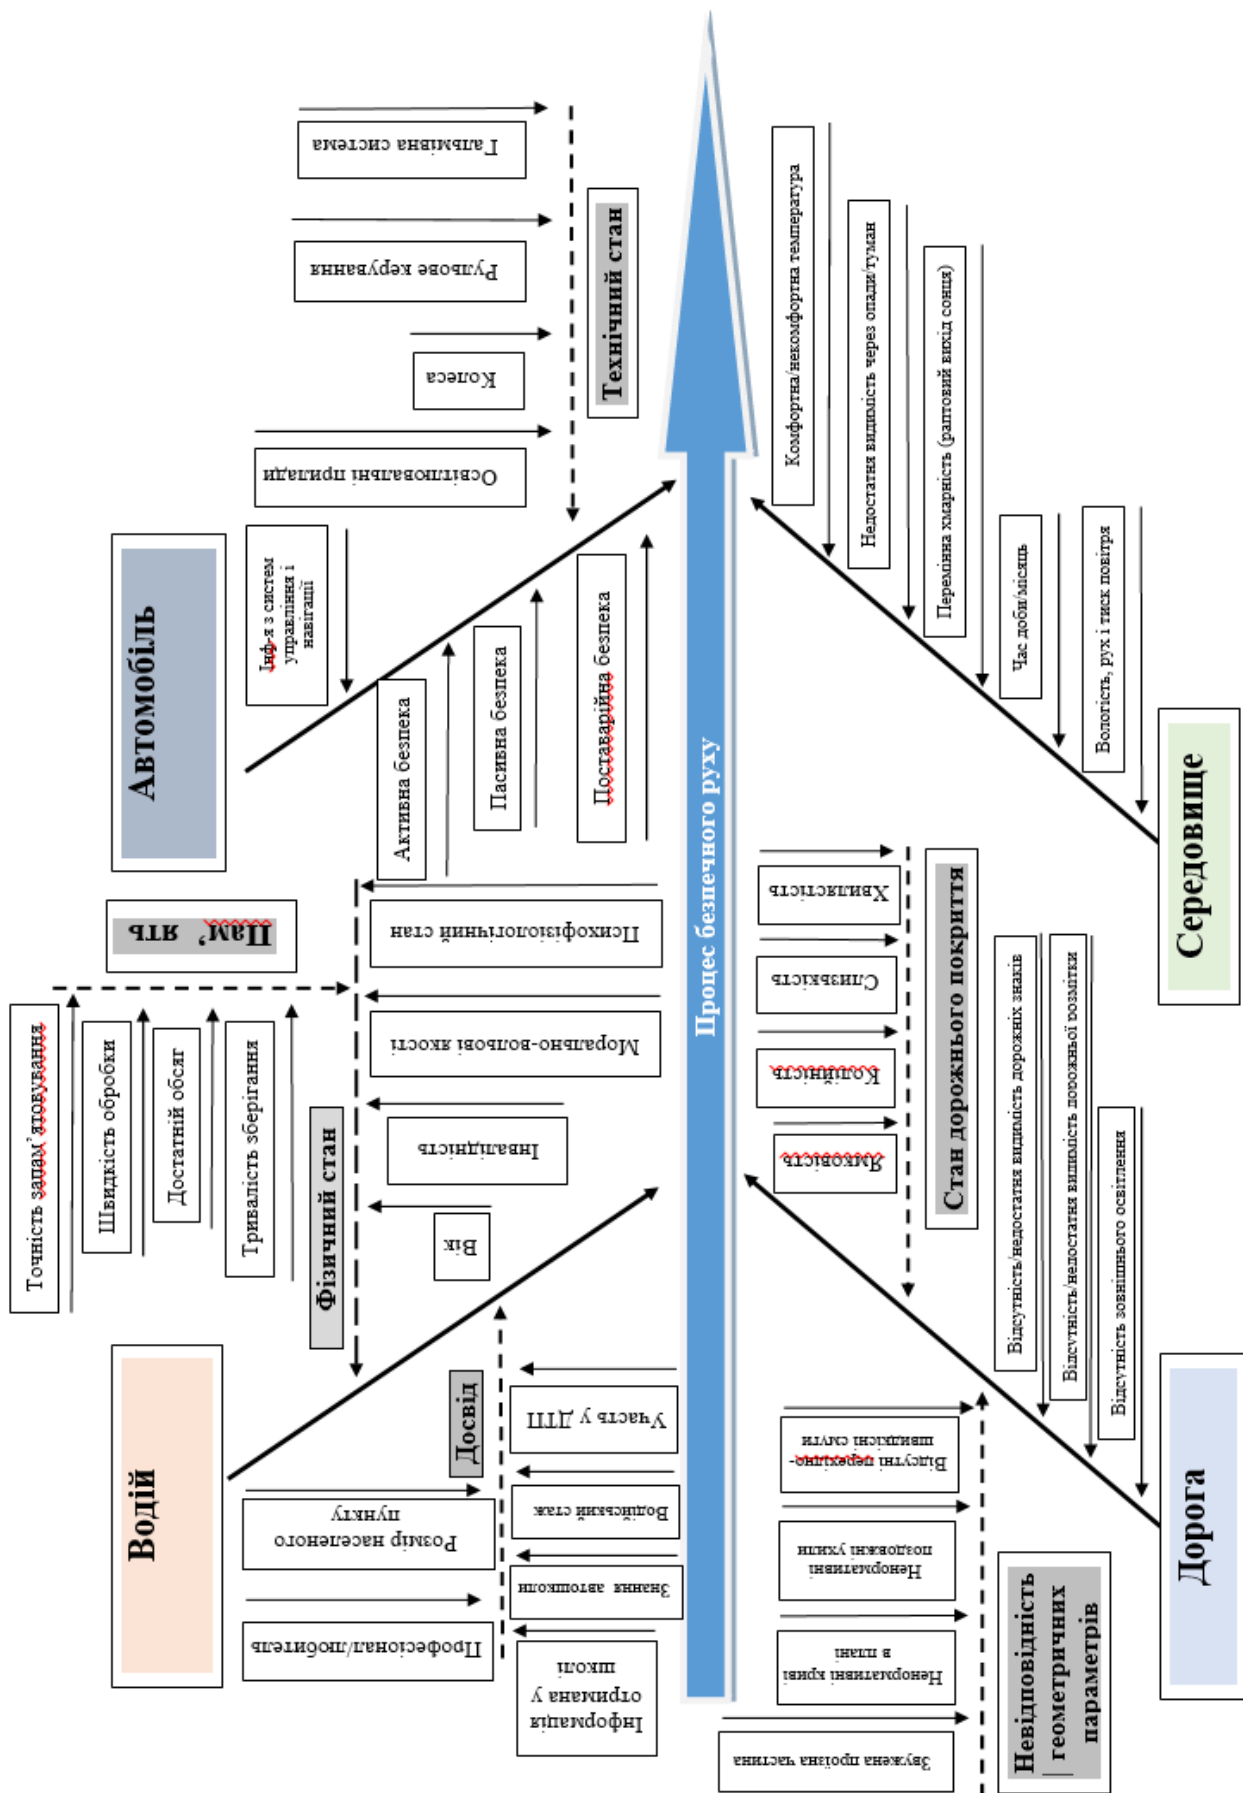 Водій
Автомобіль
Точність запам’ятовування
Швидкість обробки
Достатній обсяг
Тривалість зберігання
Пам’
ять
Фізичний стан
Вік
Інвалідність
Морально-вольові якості
Психофізіологічний стан
Професіонал/любитель
Розмір населеного
пункту
Досвід
Інформація
отримана у
школі
Знання автошколи
Водійський стаж
Участь у ДТП
Інф-я з систем
управління і
навігації
Активна безпека
Пасивна безпека
Поставарійна безпека
Освітлювальні прилади
Колеса
Рульове керування
Гальмівна система
Технічний стан
Процес безпечного руху
Звужена проїзна частина
Ненормативні криві
в плані
Ненормативні
поздовжні ухили
Відсутні перехідно-
швидкісні смуги
Невідповідність
геометричних
параметрів
Ямковість
Колійність
Слизькість
Хвилястість
Стан дорожнього покриття
Відсутність/недостатня видимість дорожніх знаків
Відсутність/недостатня видимість дорожньої розмітки
Відсутність зовнішнього освітлення
Комфортна/некомфортна температура
Недостатня видимість через опади/туман
Перемінна хмарність (раптовий вихід сонця)
Час доби/місяць
Вологість, рух і тиск повітря
Дорога
Середовище